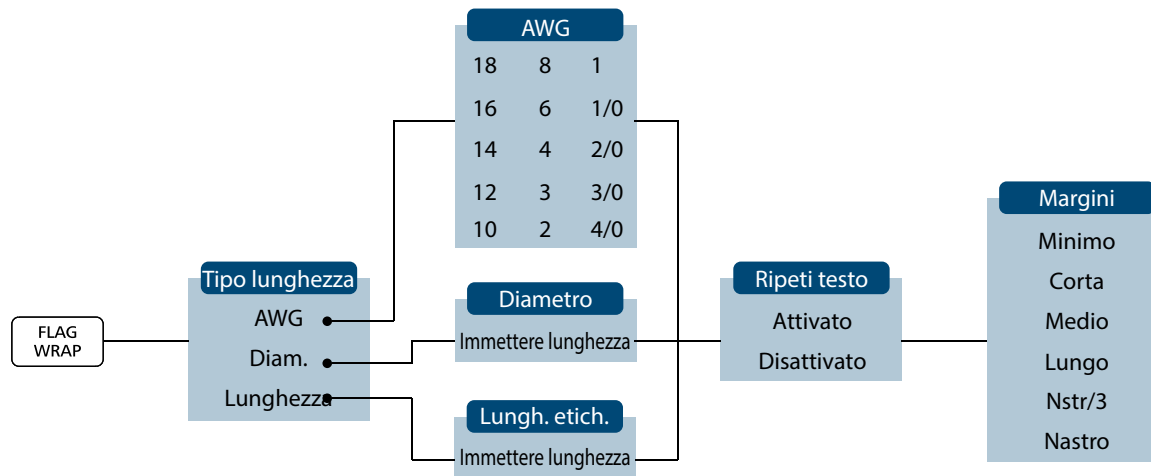 FLAG
WRAP
Tipo lunghezza
AWG
Diam.
Lunghezza
AWG
18 8 1
16 6 1/0
14 4 2/0
12 3 3/0
10 2 4/0
Diametro
Immettere lunghezza
Lungh. etich.
Immettere lunghezza
Ripeti testo
Attivato
Disattivato
Margini
Minimo
Corta
Medio
Lungo
Nstr/3
Nastro